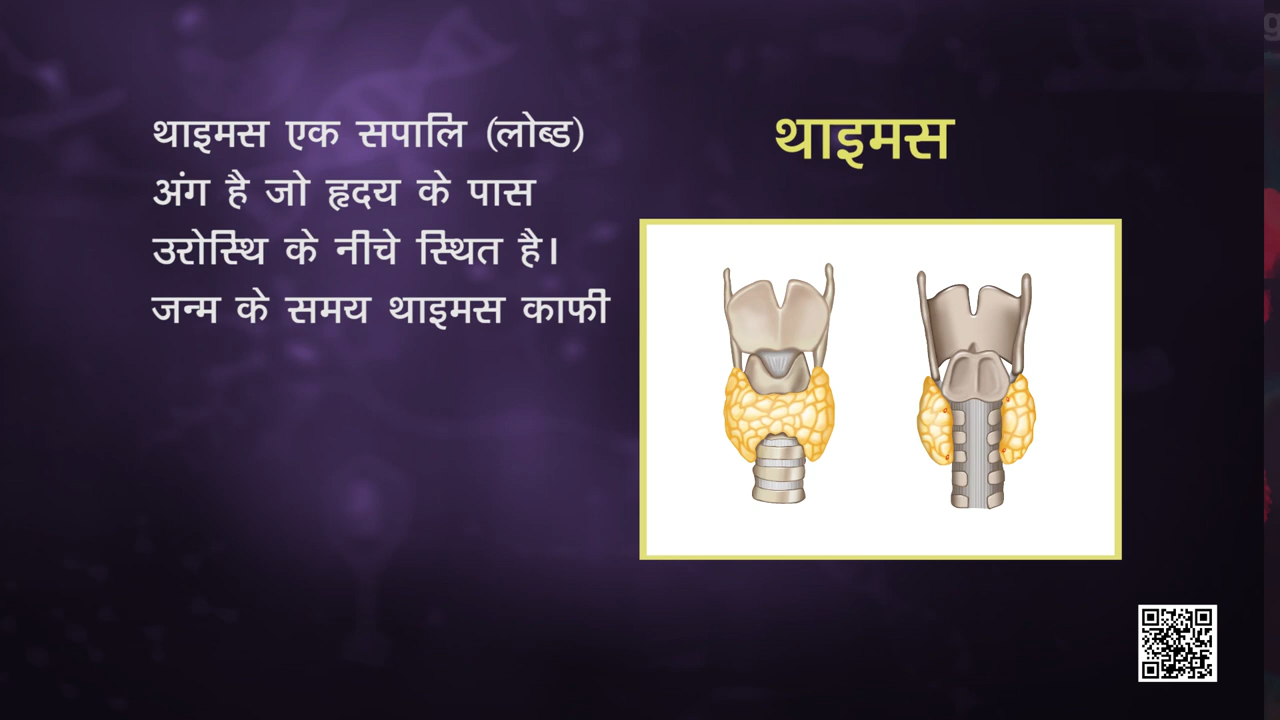 थाइमस एक सपालि (लोब्ड)
अंग है जो हृदय के पास
उरोस्थि के नीचे स्थित है।
जन्म के समय थाइमस काफी
थाइमस